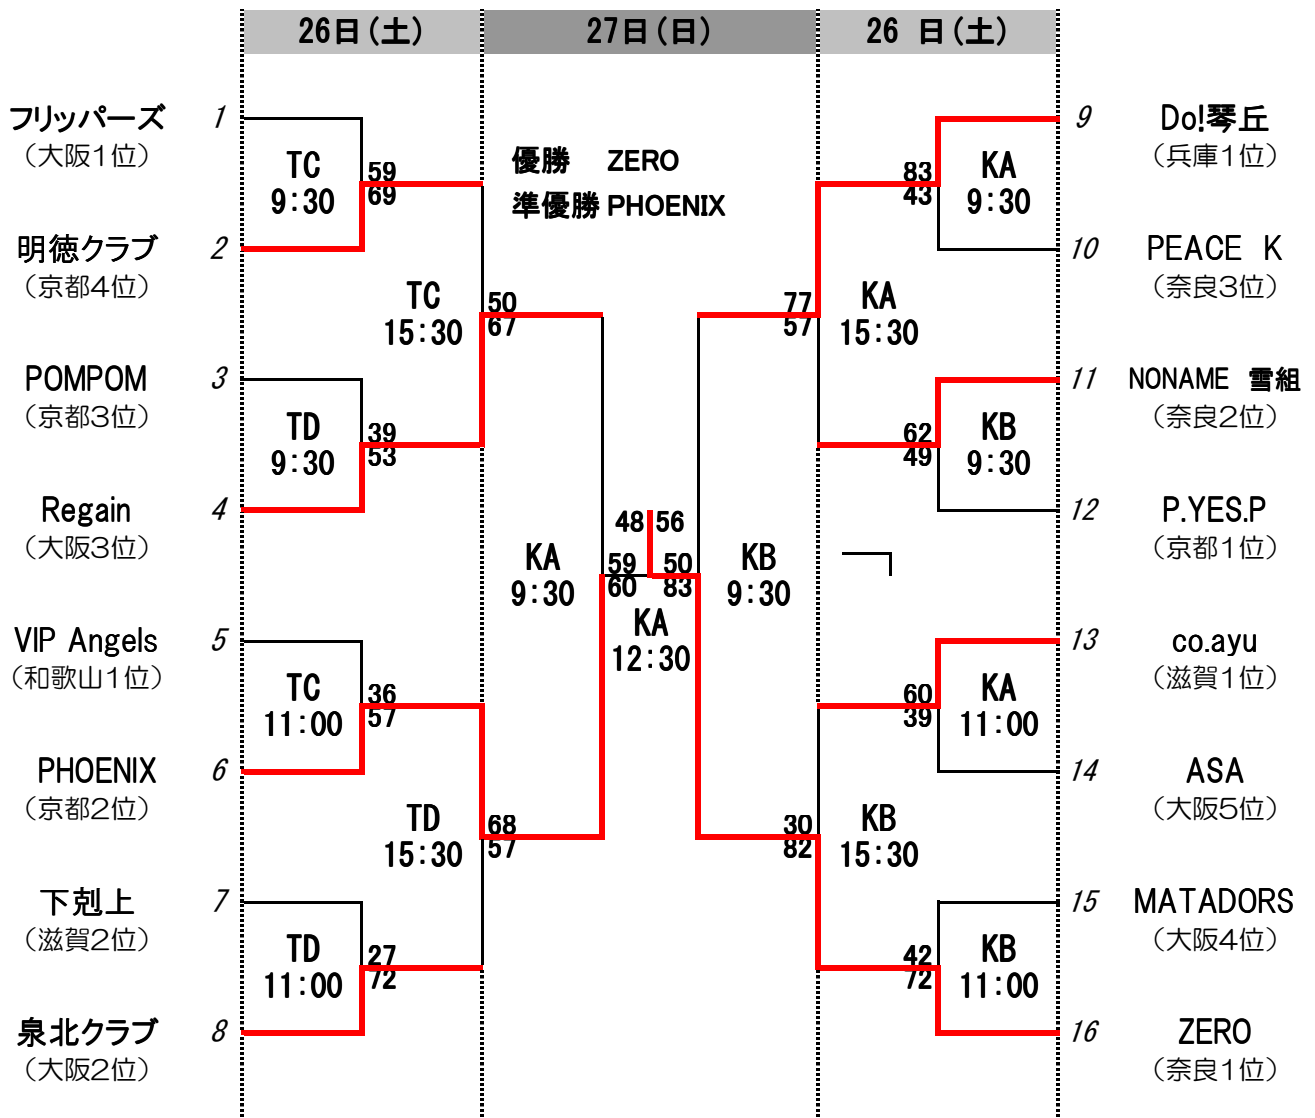 26日(土) 27日(日) 26 日(土)
フリッパーズ 1
(大阪1位)
TC
9:30
59
69
明徳クラブ 2
(京都4位)
TC
15:30
50
67
POMPOM 3
(京都3位)
TD
9:30
39
53
Regain 4
(大阪3位)
VIP Angels 5
(和歌山1位)
TC
11:00
36
57
PHOENIX 6
(京都2位)
TD
15:30
68
57
下剋上 7
(滋賀2位)
TD
11:00
27
72
泉北クラブ 8
(大阪2位)
優勝 ZERO
準優勝 PHOENIX
48 56
KA
9:30
59
60
50
83
KA
12:30
KB
9:30
9 Do!琴丘
(兵庫1位)
83
43
KA
9:30
10 PEACE K
(奈良3位)
77
57
KA
15:30
11 NONAME 雪組
(奈良2位)
62
49
KB
9:30
12 P.YES.P
(京都1位)
13 co.ayu
(滋賀1位)
60
39
KA
11:00
14 ASA
(大阪5位)
30
82
KB
15:30
15 MATADORS
(大阪4位)
42
72
KB
11:00
16 ZERO
(奈良1位)